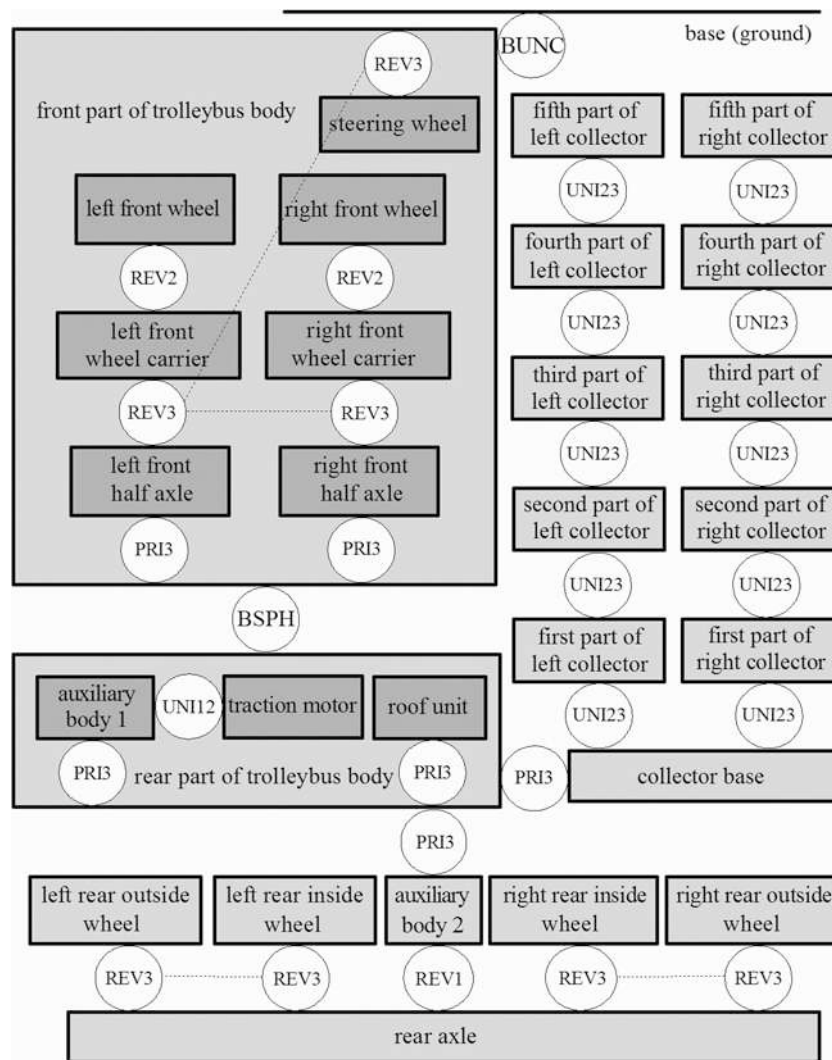 base (ground)
BUNC
REV3
front part of trolleybus body
steering wheel
fifth part of
left collector
fifth part of
right collector
UNI23
UNI23
left front wheel
right front wheel
fourth part of
left collector
fourth part of
right collector
REV2
REV2
UNI23
UNI23
left front
wheel carrier
right front
wheel carrier
third part of
left collector
third part of
right collector
REV3
REV3
UNI23
UNI23
left front
half axle
right front
half axle
second part of
left collector
second part of
right collector
PRI3
PRI3
UNI23
UNI23
BSPH
first part of
left collector
first part of
right collector
auxiliary
body 1
UNI12
traction motor
roof unit
UNI23
UNI23
PRI3
rear part of trolleybus body
PRI3
PRI3
collector base
PRI3
left rear outside
wheel
left rear inside
wheel
auxiliary
body 2
right rear inside
wheel
right rear outside
wheel
REV3
REV3
REV1
REV3
REV3
rear axle